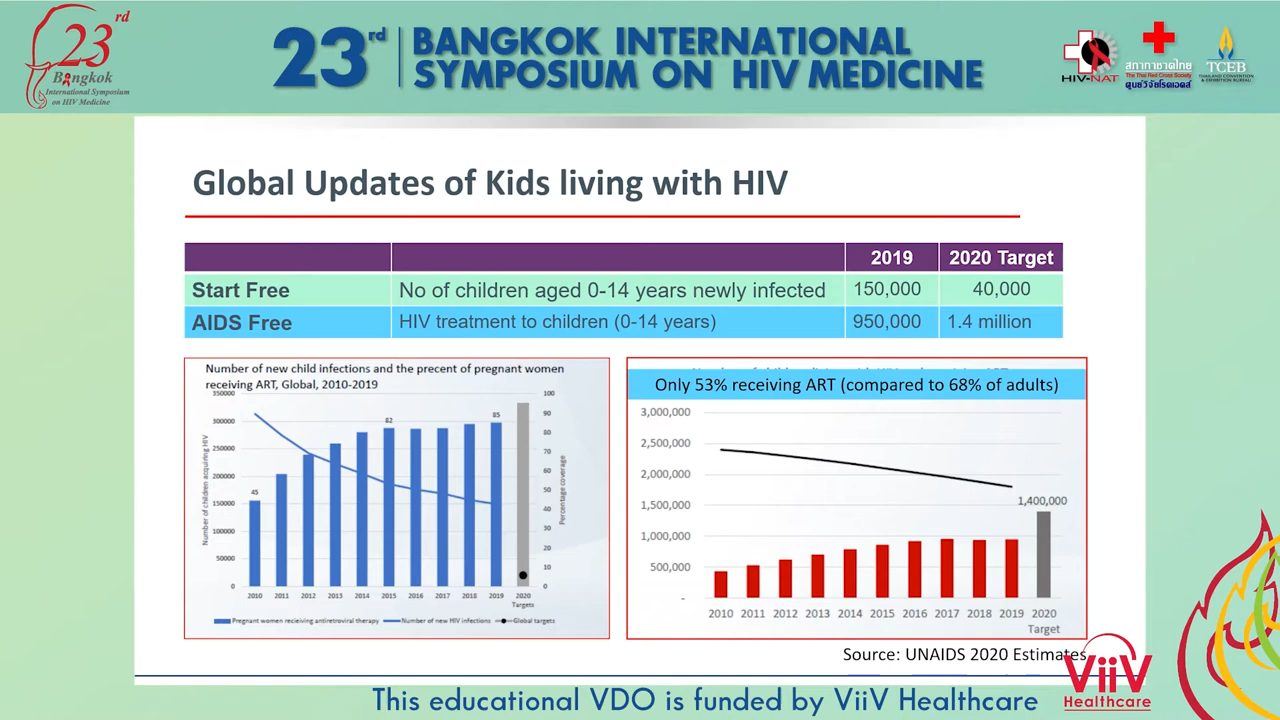 23rd
Bangkok
International Symposium
on HIV Medicine
23rd BANGKOK INTERNATIONAL
SYMPOSIUM ON HIV MEDICINE
HIV-NAT
สภากาชาดไทย
The Thai Red Cross Society
ศูนย์วิจัยโรคเอดส์
TCEB
THAILAND CONVENTION
& EXHIBITION BUREAU
Global Updates of Kids living with HIV
2019 2020 Target
Start Free No of children aged 0-14 years newly infected 150,000 40,000
AIDS Free HIV treatment to children (0-14 years) 950,000 1.4 million
Number of new child infections and the precent of pregnant women
receiving ART, Global, 2010-2019
350000 100
300000 90
250000 80
200000 70
150000 60
100000 50
50000 40
0 30
20
10
0
45
82
85
Number of children acquiring HIV
Percentage coverage
2010 2011 2012 2013 2014 2015 2016 2017 2018 2019 2020
Targets
Pregnant women receiving antiretroviral therapy Number of new HIV infections Global targets
Only 53% receiving ART (compared to 68% of adults)
3,000,000
2,500,000
2,000,000
1,500,000
1,000,000
500,000
-
1,400,000
2010 2011 2012 2013 2014 2015 2016 2017 2018 2019 2020
Target
Source: UNAIDS 2020 Estimates
ViiV
Healthcare
This educational VDO is funded by ViiV Healthcare